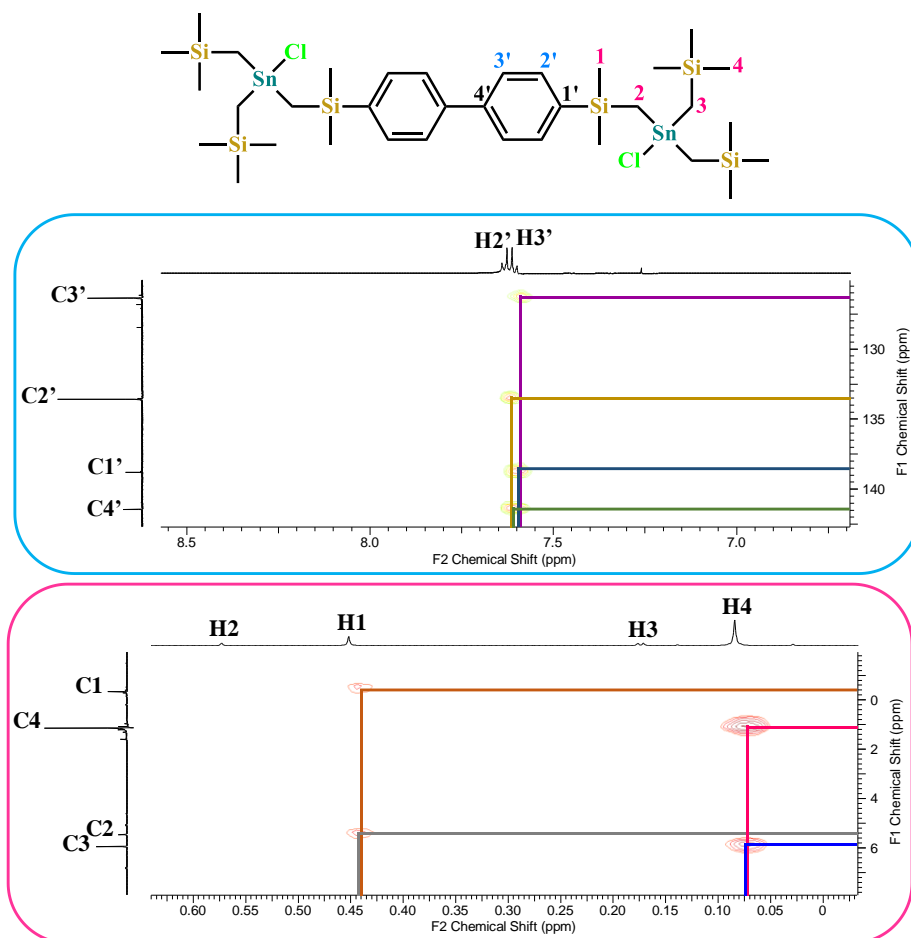 Si Cl 3' 2' 1 Si 4
Sn 4' 1' 2 3
Si Si Si
Si Sn Si
Cl
H2' H3'
C3'
C2'
C1'
C4'
130
135
140
F1 Chemical Shift (ppm)
8.5 8.0 7.5 7.0
F2 Chemical Shift (ppm)
H2 H1 H3 H4
C1
C4
C2
C3
0
2
4
6
F1 Chemical Shift (ppm)
0.60 0.55 0.50 0.45 0.40 0.35 0.30 0.25 0.20 0.15 0.10 0.05 0
F2 Chemical Shift (ppm)